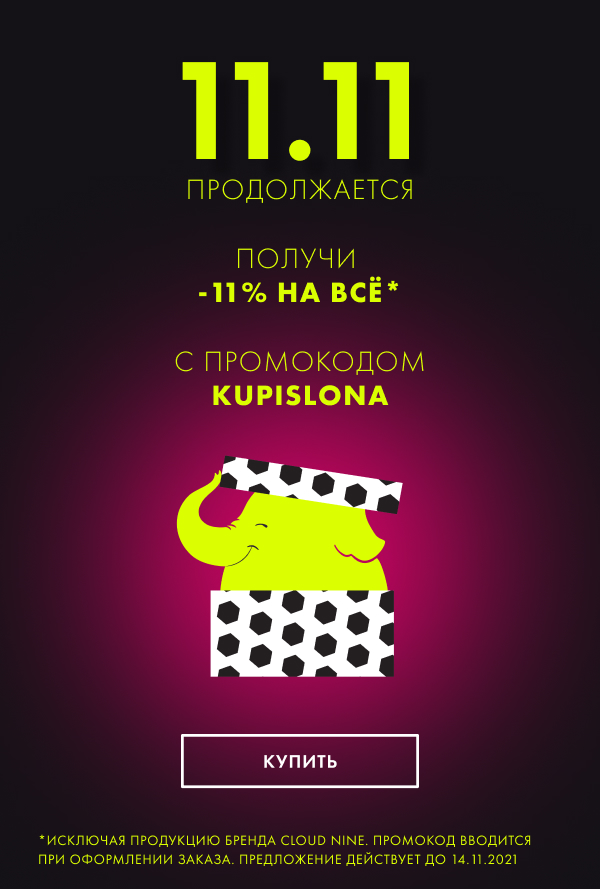 11.11
ПРОДОЛЖАЕТСЯ
ПОЛУЧИ
-11% НА ВСЁ*
С ПРОМОКОДОМ
KUPISLONA
КУПИТЬ
*ИСКЛЮЧАЯ ПРОДУКЦИЮ БРЕНДА CLOUD NINE. ПРОМОКОД ВВОДИТСЯ
ПРИ ОФОРМЛЕНИИ ЗАКАЗА. ПРЕДЛОЖЕНИЕ ДЕЙСТВУЕТ ДО 14.11.2021